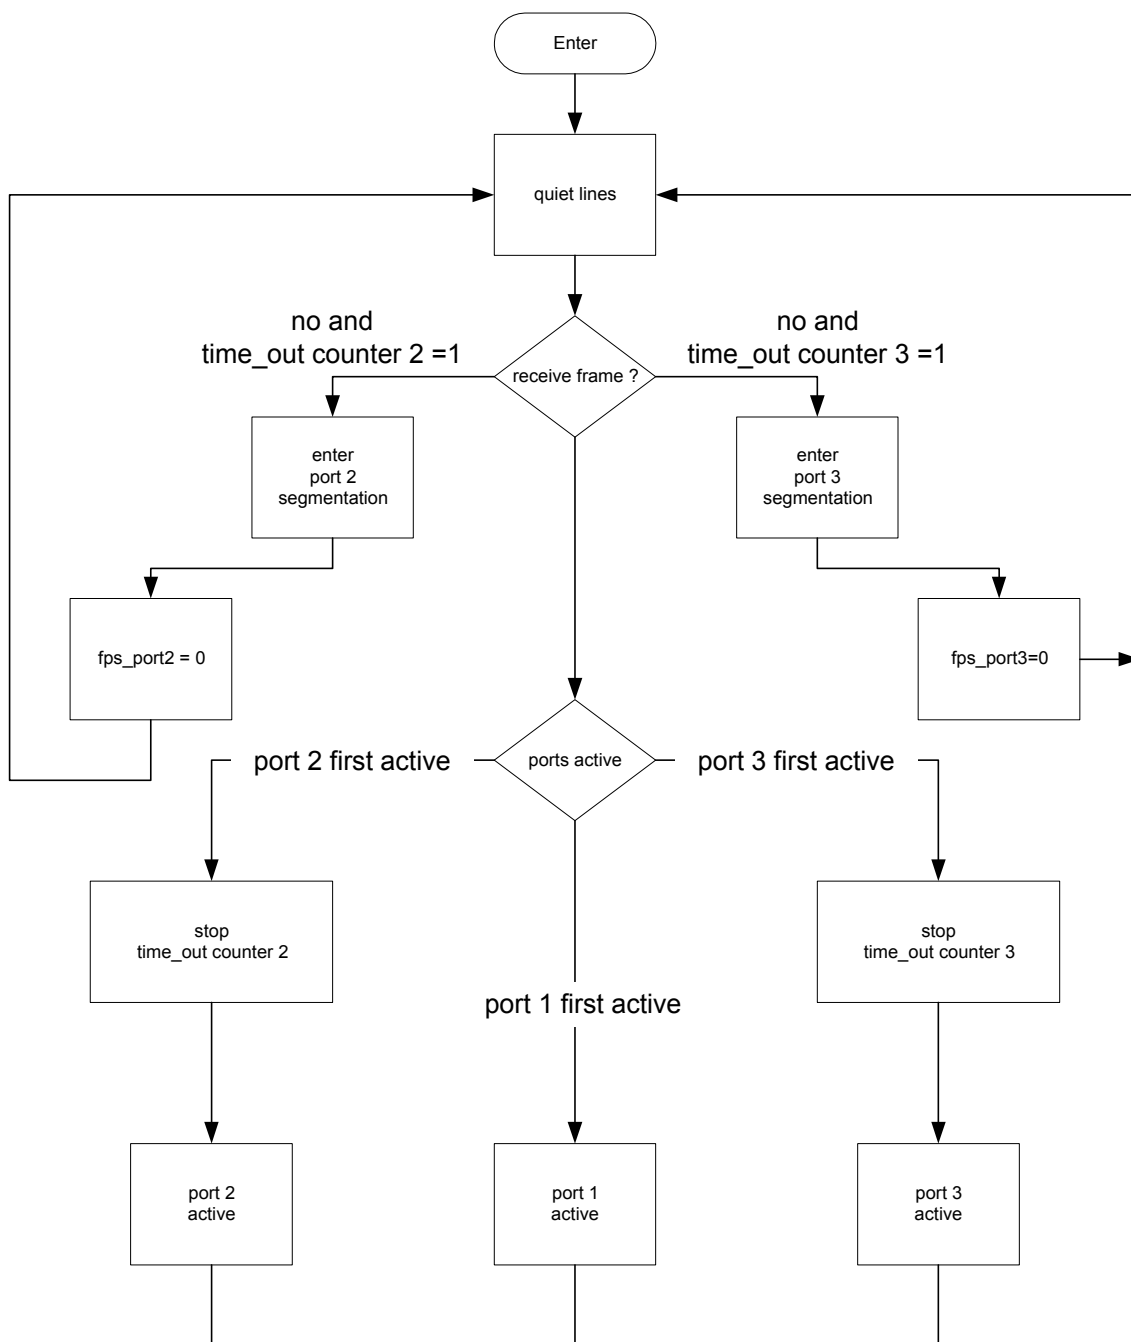 Enter
quiet lines
no and
time_out counter 2 =1
no and
time_out counter 3 =1
receive frame ?
enter
port 2
segmentation
enter
port 3
segmentation
fps_port2 = 0
fps_port3=0
port 2 first active
ports active
port 3 first active
stop
time_out counter 2
stop
time_out counter 3
port 1 first active
port 2
active
port 1
active
port 3
active